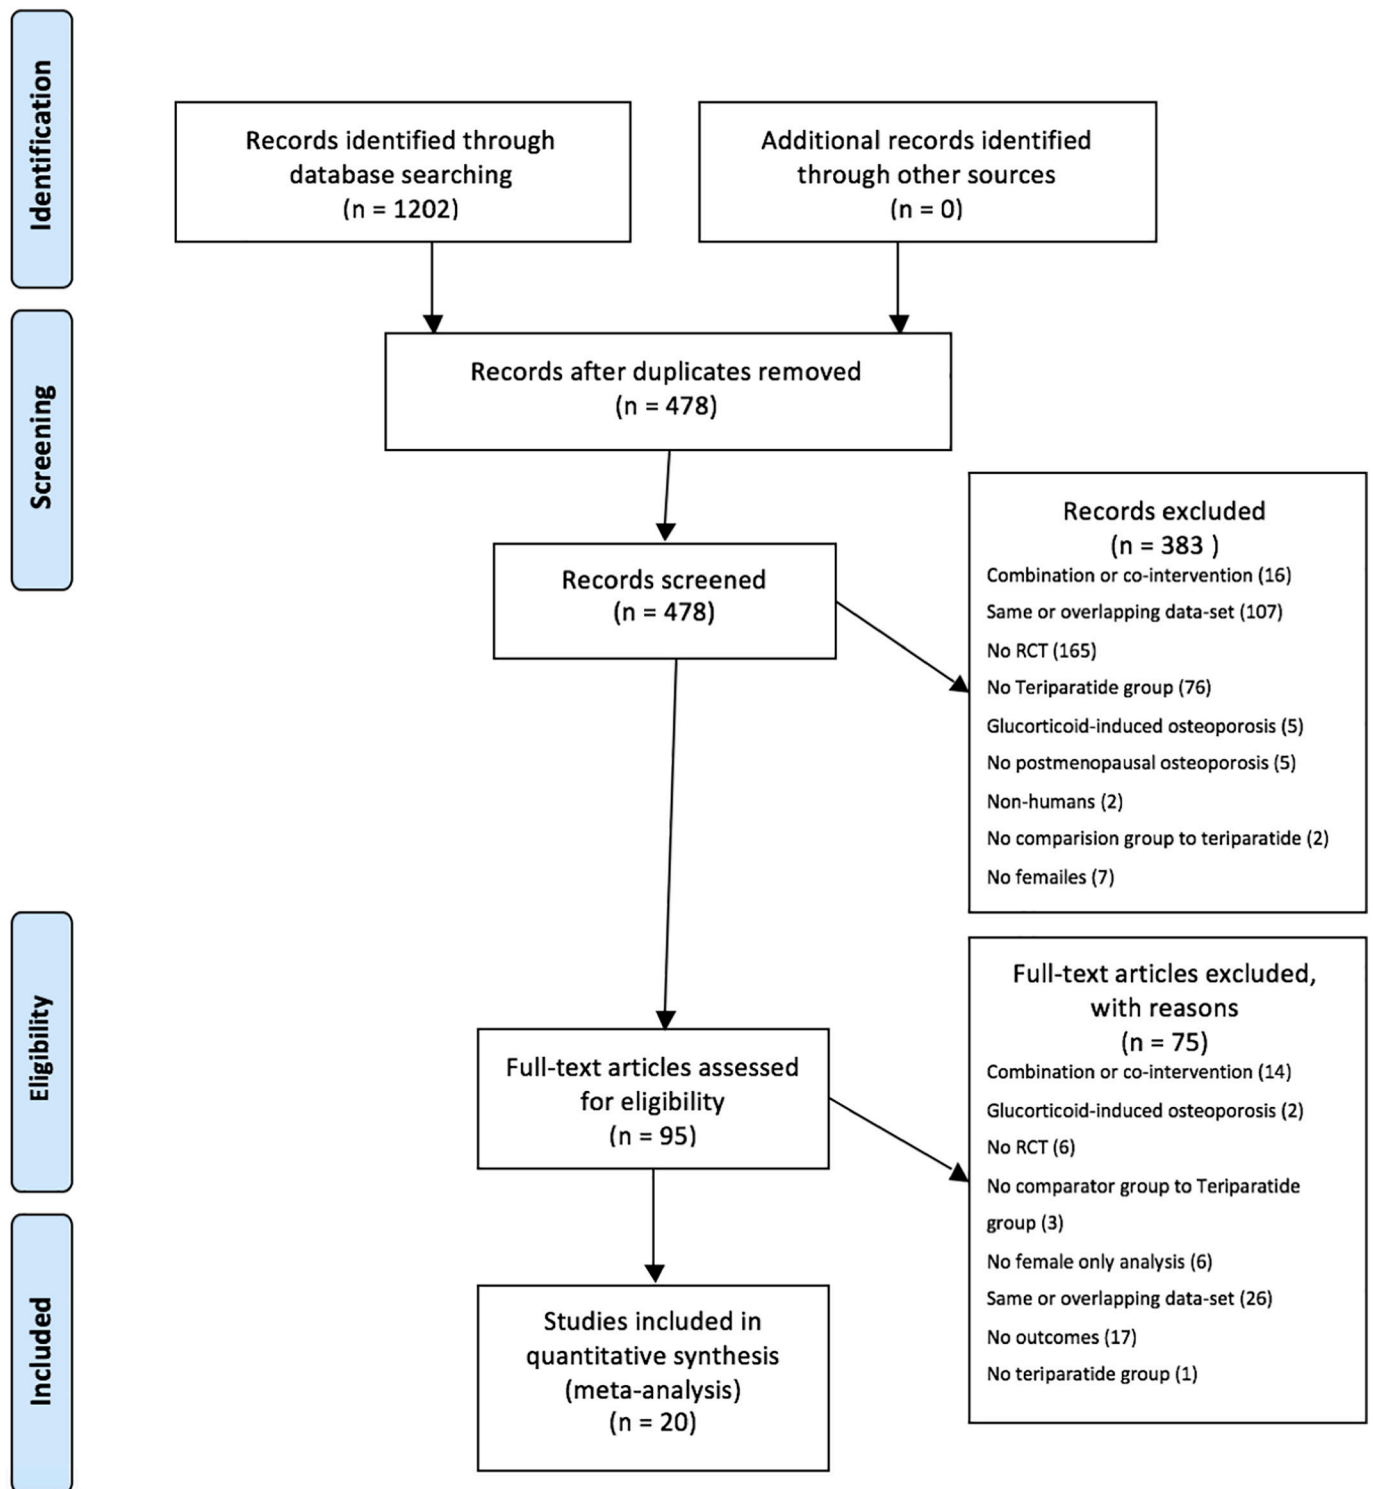 Identification
Records identified through
database searching
(n = 1202)
Additional records identified
through other sources
(n = 0)
Screening
Records after duplicates removed
(n = 478)
Records screened
(n = 478)
Records excluded
(n = 383 )
Combination or co-intervention (16)
Same or overlapping data-set (107)
No RCT (165)
No Teriparatide group (76)
Glucorticoid-induced osteoporosis (5)
No postmenopausal osteoporosis (5)
Non-humans (2)
No comparision group to teriparatide (2)
No femailes (7)
Eligibility
Full-text articles assessed
for eligibility
(n = 95)
Full-text articles excluded,
with reasons
(n = 75)
Combination or co-intervention (14)
Glucorticoid-induced osteoporosis (2)
No RCT (6)
No comparator group to Teriparatide
group (3)
No female only analysis (6)
Same or overlapping data-set (26)
No outcomes (17)
No teriparatide group (1)
Included
Studies included in
quantitative synthesis
(meta-analysis)
(n = 20)